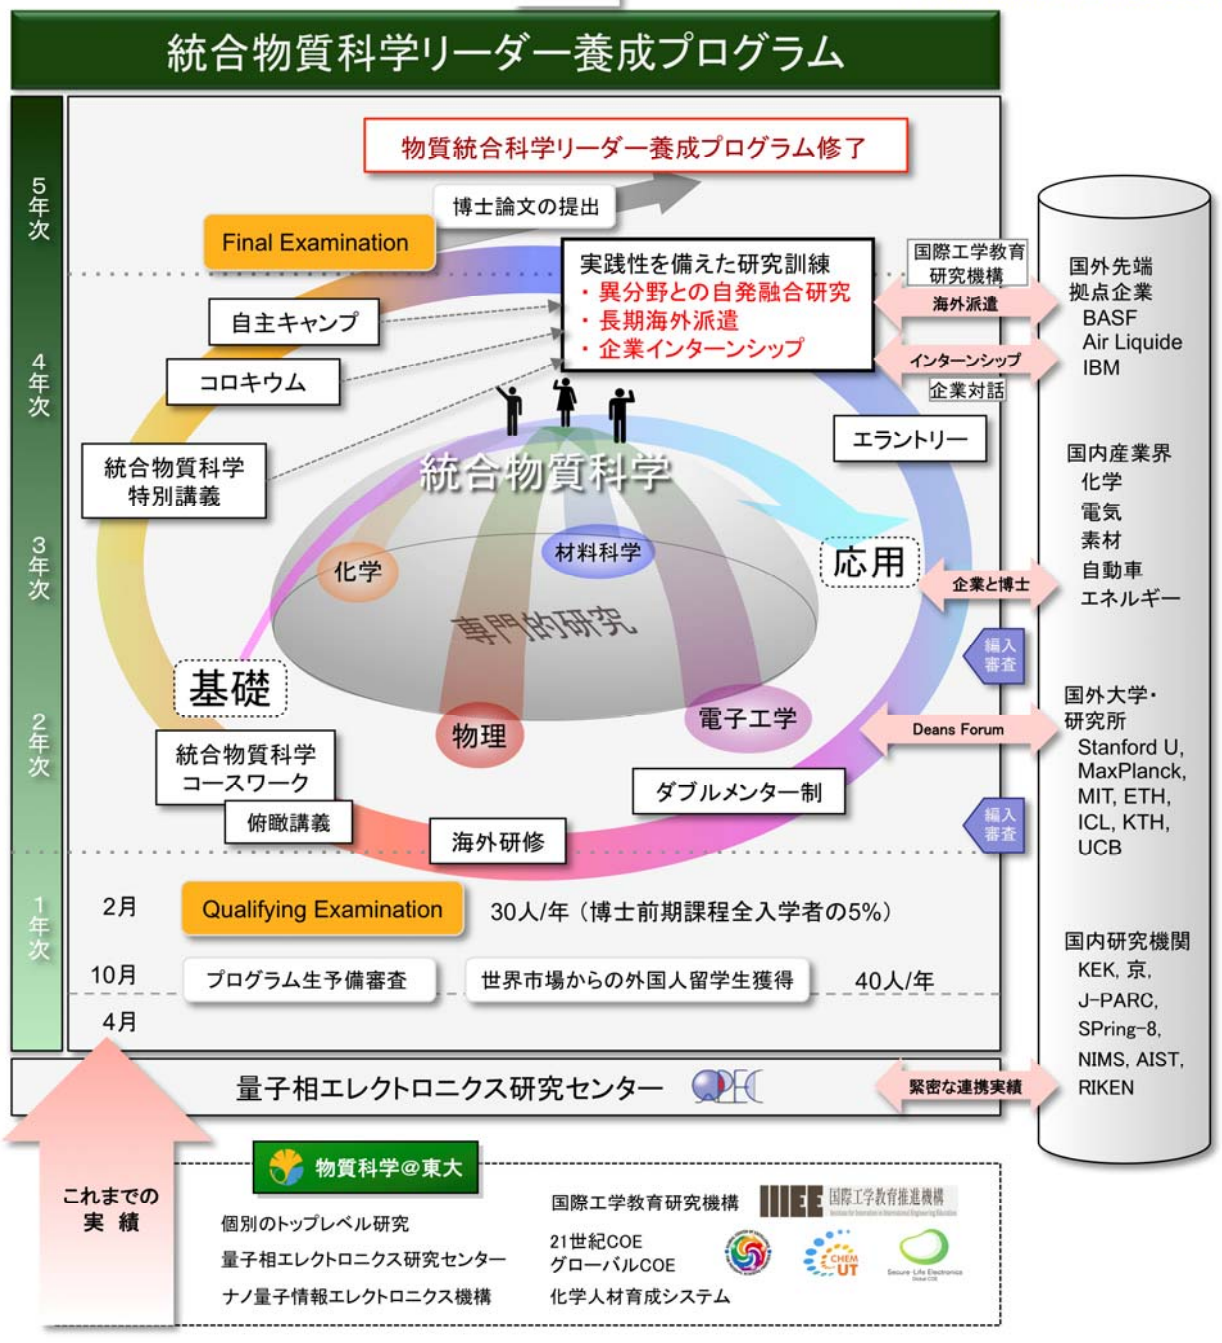 統合物質科学リーダー養成プログラム
物質統合科学リーダー養成プログラム修了
5年次
博士論文の提出
Final Examination
実践性を備えた研究訓練
・異分野との自発融合研究
・長期海外派遣
・企業インターンシップ
国際工学教育
研究機構
海外派遣
インターンシップ
企業対話
自主キャンプ
4年次
コロキウム
エラントリー
統合物質科学
特別講義
統合物質科学
3年次
化学
材料科学
応用
企業と博士
専門的研究
編入
審査
基礎
2年次
物理
電子工学
Deans Forum
統合物質科学
コースワーク
俯瞰講義
ダブルメンター制
海外研修
編入
審査
1年次
2月
Qualifying Examination
30人/年（博士前期課程全入学者の5%）
10月
プログラム生予備審査
世界市場からの外国人留学生獲得
40人/年
4月
量子相エレクトロニクス研究センター
QPEC
緊密な連携実績
国外先端
拠点企業
BASF
Air Liquide
IBM
国内産業界
化学
電気
素材
自動車
エネルギー
国外大学・
研究所
Stanford U,
MaxPlanck,
MIT, ETH,
ICL, KTH,
UCB
国内研究機関
KEK, 京,
J-PARC,
SPring-8,
NIMS, AIST,
RIKEN
これまでの
実 績
物質科学@東大
個別のトップレベル研究
量子相エレクトロニクス研究センター
ナノ量子情報エレクトロニクス機構
国際工学教育研究機構
IIIEE 国際工学教育推進機構
Institute for Innovation in International Engineering Education
21世紀COE
グローバルCOE
化学人材育成システム
CHEM
UT
Secure-Life Electronics
Global COE